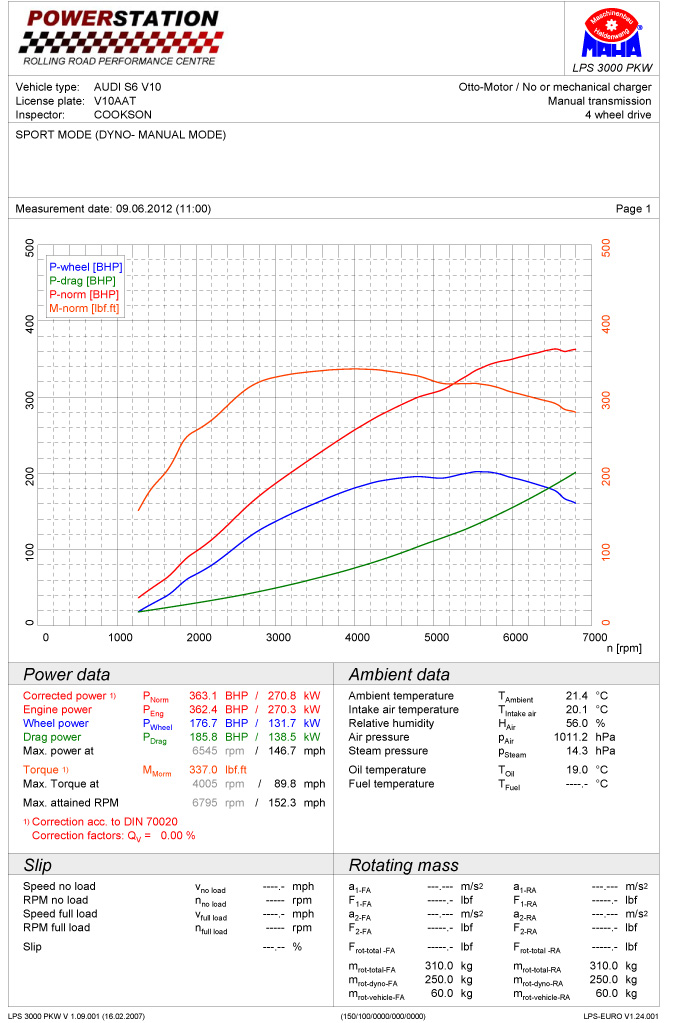 POWERSTATION
ROLLING ROAD PERFORMANCE CENTRE
Maschinenbau
Haldenwang
MAHA®
LPS 3000 PKW
Vehicle type: AUDI S6 V10
License plate: V10AAT
Inspector: COOKSON
Otto-Motor / No or mechanical charger
Manual transmission
4 wheel drive
SPORT MODE (DYNO- MANUAL MODE)
Measurement date: 09.06.2012 (11:00) Page 1
P-wheel [BHP]
P-drag [BHP]
P-norm [BHP]
M-norm [lbf.ft]
500 500
400 400
300 300
200 200
100 100
0 0
0 1000 2000 3000 4000 5000 6000 7000
n [rpm]
Power data
Corrected power 1) PNorm 363.1 BHP / 270.8 kW
Engine power PEng 362.4 BHP / 270.3 kW
Wheel power PWheel 176.7 BHP / 131.7 kW
Drag power PDrag 185.8 BHP / 138.5 kW
Max. power at 6545 rpm / 146.7 mph
Torque 1) MMorm 337.0 lbf.ft
Max. Torque at 4005 rpm / 89.8 mph
Max. attained RPM 6795 rpm / 152.3 mph
1) Correction acc. to DIN 70020
Correction factors: QV = 0.00 %
Ambient data
Ambient temperature TAmbient 21.4 °C
Intake air temperature TIntake air 20.1 °C
Relative humidity HAir 56.0 %
Air pressure pAir 1011.2 hPa
Steam pressure pSteam 14.3 hPa
Oil temperature TOil 19.0 °C
Fuel temperature TFuel ----.- °C
Slip
Speed no load vno load ----.- mph
RPM no load nno load ----- rpm
Speed full load vfull load ----.- mph
RPM full load nfull load ----- rpm
Slip ---.-- %
Rotating mass
a1-FA ---.--- m/s2 a1-RA ---.--- m/s2
F1-FA -----.- lbf F1-RA -----.- lbf
a2-FA ---.--- m/s2 a2-RA ---.--- m/s2
F2-FA -----.- lbf F2-RA -----.- lbf
Frot-total -FA -----.- lbf Frot-total -RA -----.- lbf
mrot-total-FA 310.0 kg mrot-total-RA 310.0 kg
mrot-dyno-FA 250.0 kg mrot-dyno-RA 250.0 kg
mrot-vehicle-FA 60.0 kg mrot-vehicle-RA 60.0 kg
LPS 3000 PKW V 1.09.001 (16.02.2007) (150/100/0000/000/0000) LPS-EURO V1.24.001